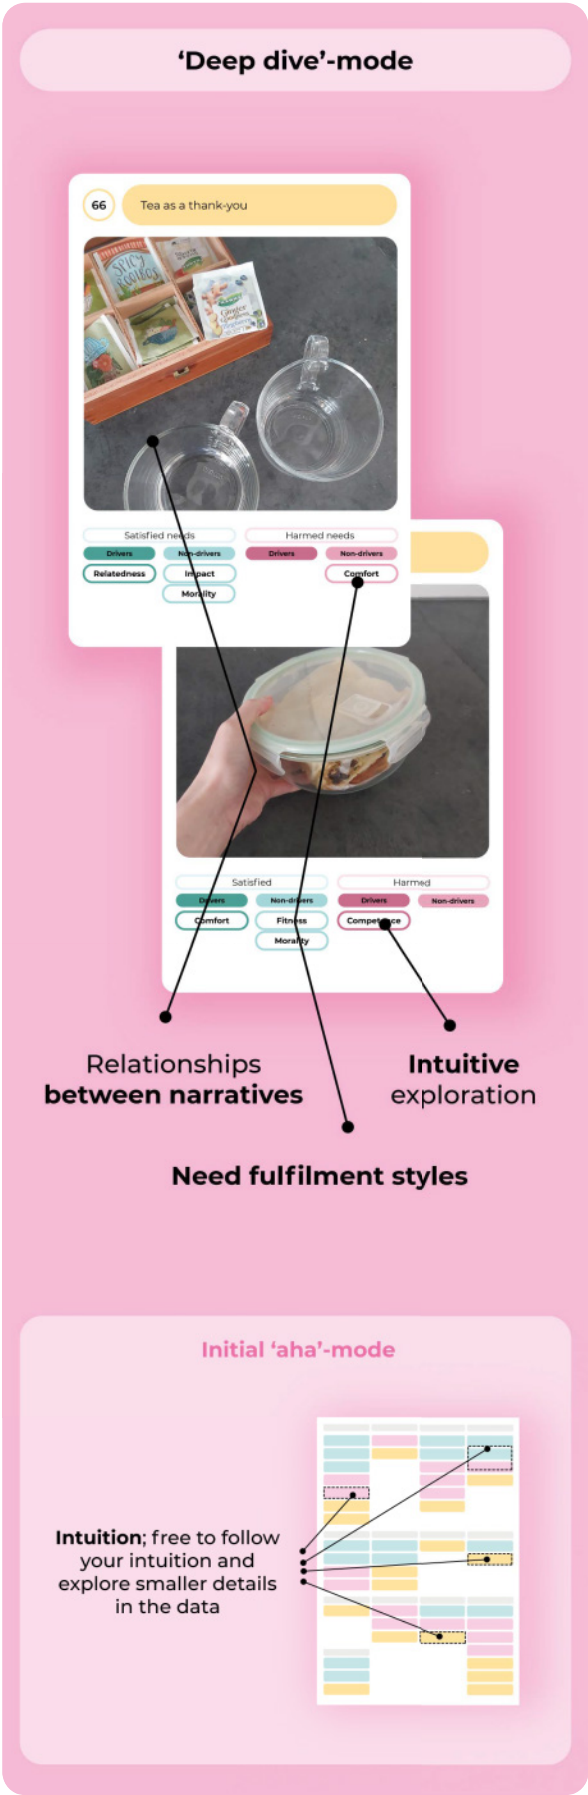 ‘Deep dive’-mode
66
Tea as a thank-you
SPICY
ROOIBOS
Ginger
Satisfied needs
Harmed needs
Drivers
Non-drivers
Drivers
Non-drivers
Relatedness
Impact
Comfort
Morality
Satisfied
Harmed
Drivers
Non-drivers
Drivers
Non-drivers
Comfort
Fitness
Competence
Morality
Relationships
between narratives
Intuitive
exploration
Need fulfilment styles
Initial ‘aha’-mode
Intuition; free to follow
your intuition and
explore smaller details
in the data